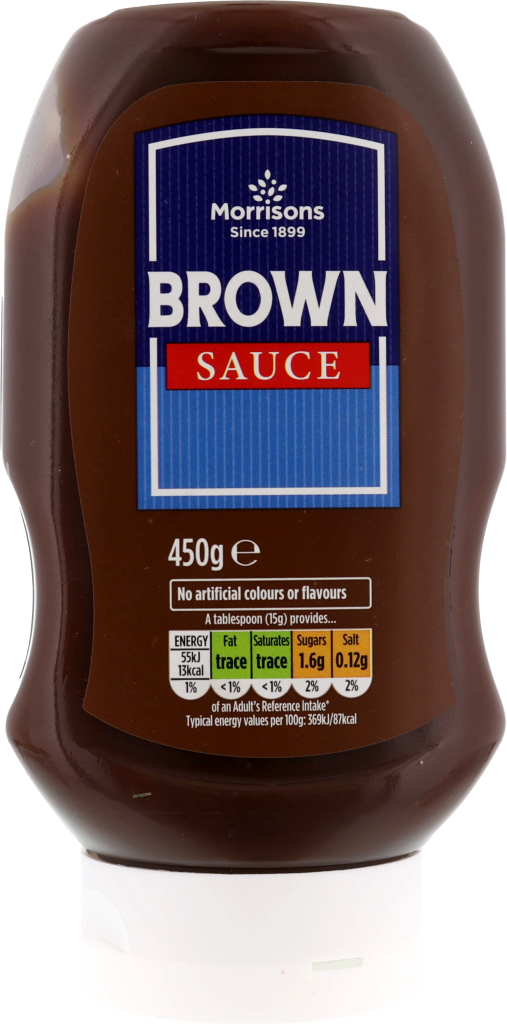 Morrisons
Since 1899
BROWN
SAUCE
450g ℮
No artificial colours or flavours
A tablespoon (15g) provides...
ENERGY Fat Saturates Sugars Salt
55kJ
13kcal trace trace 1.6g 0.12g
1% <1% <1% 2% 2%
of an Adult's Reference Intake*
Typical energy values per 100g: 369kJ/87kcal